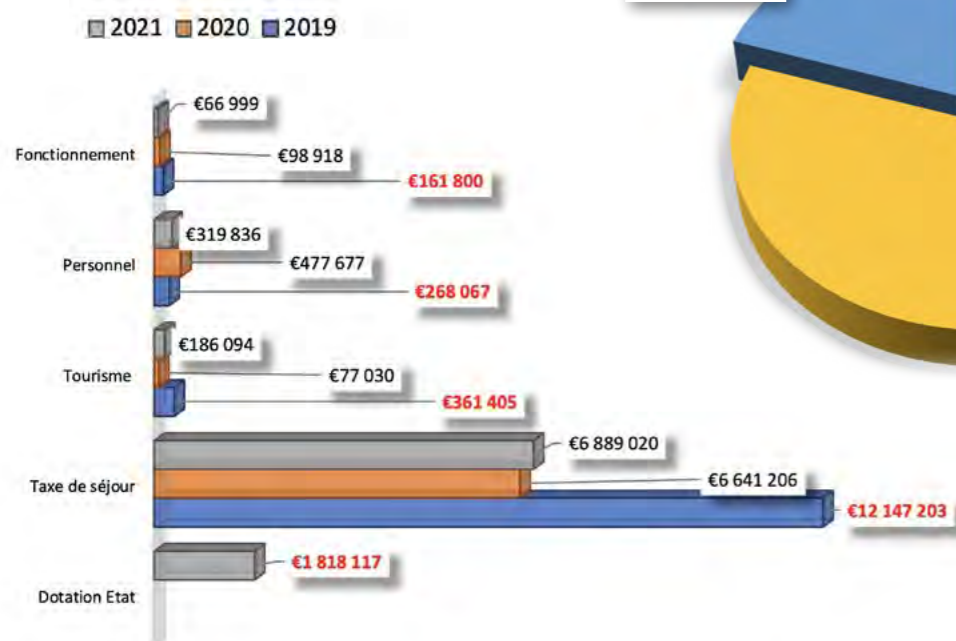 2021 2020 2019
€66 999
Fonctionnement
€98 918
€161 800
€319 836
Personnel
€477 677
€268 067
€186 094
Tourisme
€77 030
€361 405
€6 889 020
Taxe de séjour
€6 641 206
€12 147 203
€1 818 117
Dotation Etat